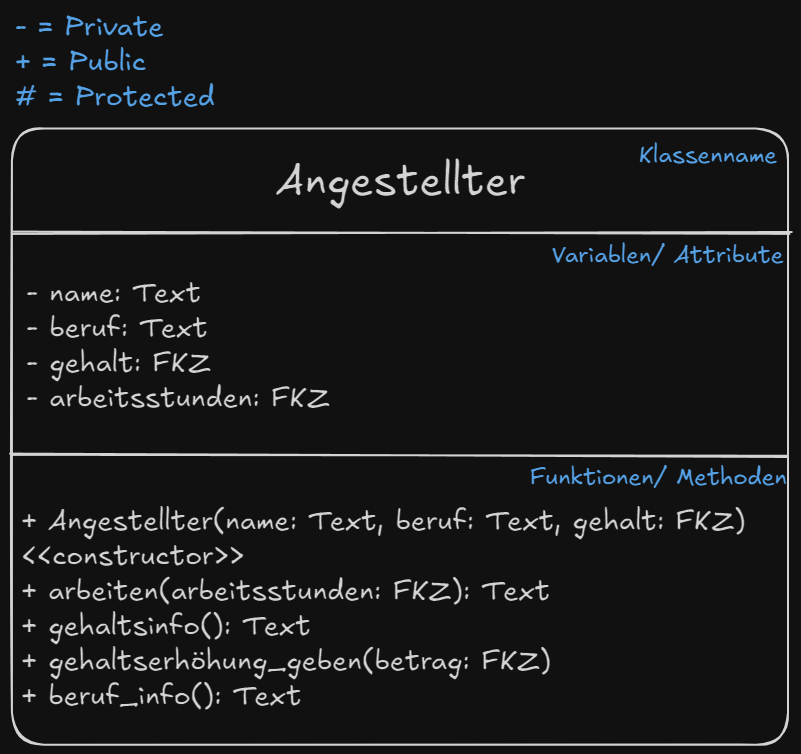 - = Private
+ = Public
# = Protected
Klassenname
Angestellter
Variablen/ Attribute
- name: Text
- beruf: Text
- gehalt: FKZ
- arbeitsstunden: FKZ
Funktionen/ Methoden
+ Angestellter(name: Text, beruf: Text, gehalt: FKZ)
<<constructor>>
+ arbeiten(arbeitsstunden: FKZ): Text
+ gehaltsinfo(): Text
+ gehaltserhöhung_geben(betrag: FKZ)
+ beruf_info(): Text